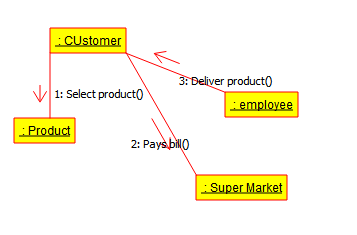 : CUstomer
1: Select product()
3: Deliver product()
: employee
: Product
2: Pays bill()
: Super Market